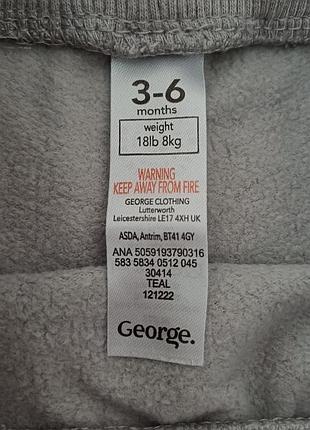 3-6
months
weight
18lb 8kg
WARNING
KEEP AWAY FROM FIRE
GEORGE CLOTHING
Lutterworth
Leicestershire LE17 4XH UK
ASDA, Antrim, BT41 4GY
ANA 5059193790316
583 5834 0512 045
30414
TEAL
121222
George.